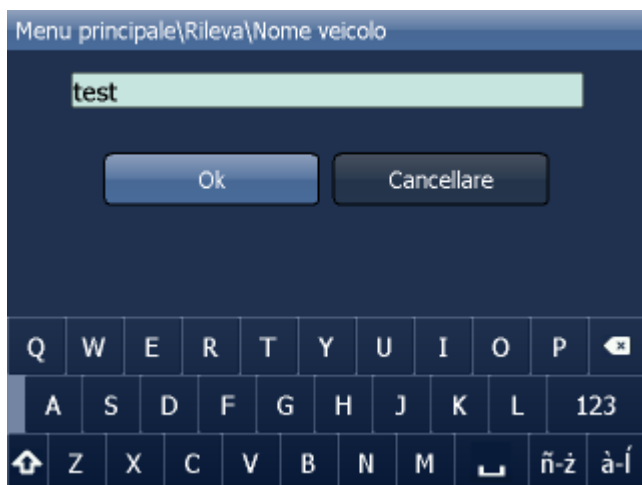 Menu principale\Rileva\Nome veicolo
test
Ok Cancellare
Q W E R T Y U I O P
A S D F G H J K L 123
Z X C V B N M ñ-ż à-Í